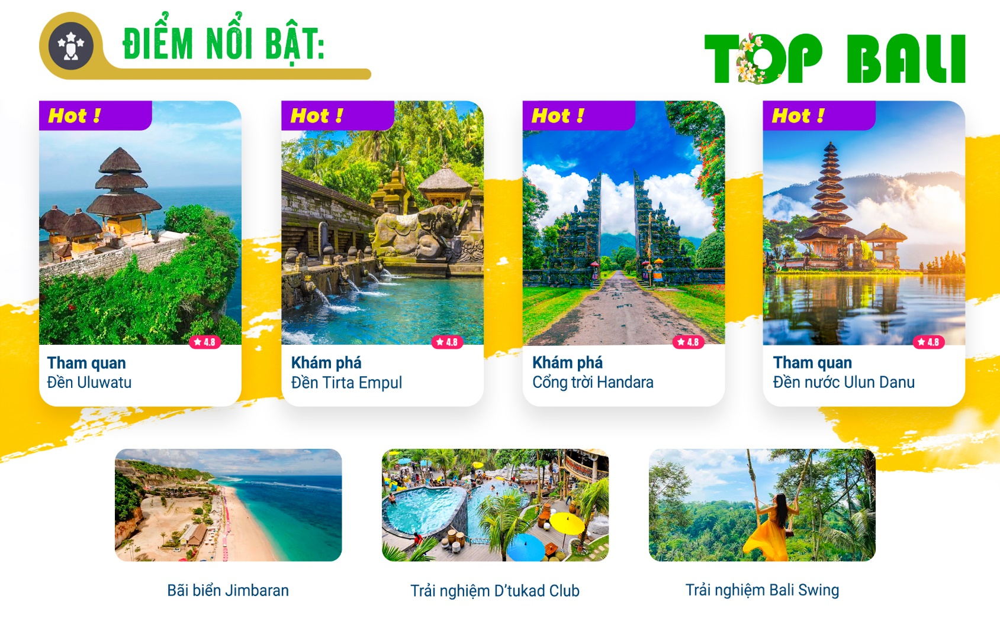 ĐIỂM NỔI BẬT:
TOP BALI
Hot !
Hot !
Hot !
Hot !
4.8
4.8
4.8
4.8
Tham quan
Đền Uluwatu
Khám phá
Đền Tirta Empul
Khám phá
Cổng trời Handara
Tham quan
Đền nước Ulun Danu
Bãi biển Jimbaran
Trải nghiệm D'tukad Club
Trải nghiệm Bali Swing